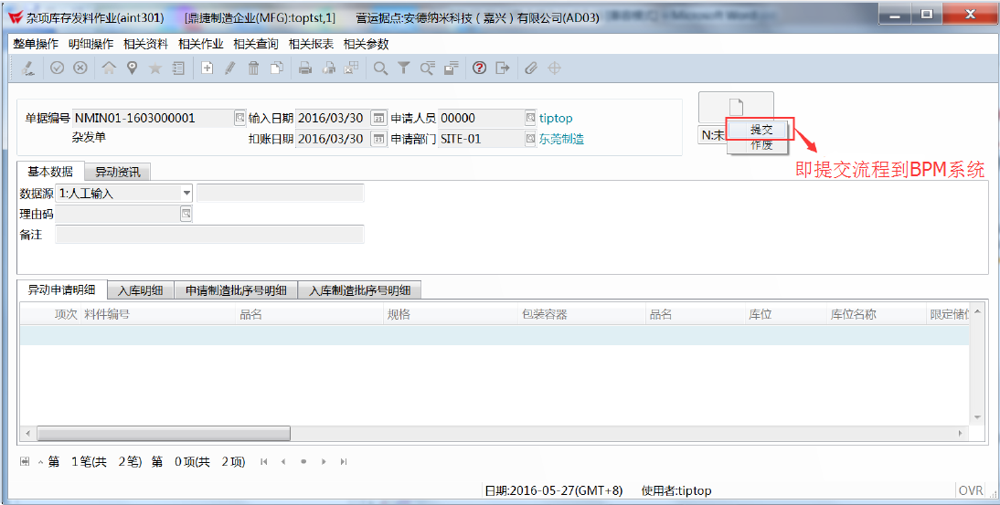 杂项库存发料作业(aint301) [鼎捷制造企业(MFG):toptst,1] 营运据点:安德纳米科技（嘉兴）有限公司(AD03)
整单操作 明细操作 相关资料 相关作业 相关查询 相关报表 相关参数
单据编号 NMIN01-1603000001 输入日期 2016/03/30 申请人员 00000 tiptop
杂发单 扣账日期 2016/03/30 申请部门 SITE-01 东莞制造
N:未
提交
作废
即提交流程到BPM系统
基本数据 异动资讯
数据源 1:人工输入
理由码
备注
异动申请明细 入库明细 申请制造批序号明细 入库制造批序号明细
项次 料件编号 品名 规格 包装容器 品名 库位 库位名称 限定储位
第 1笔(共 2笔) 第 0项(共 2项)
日期:2016-05-27(GMT+8) 使用者:tiptop OVR